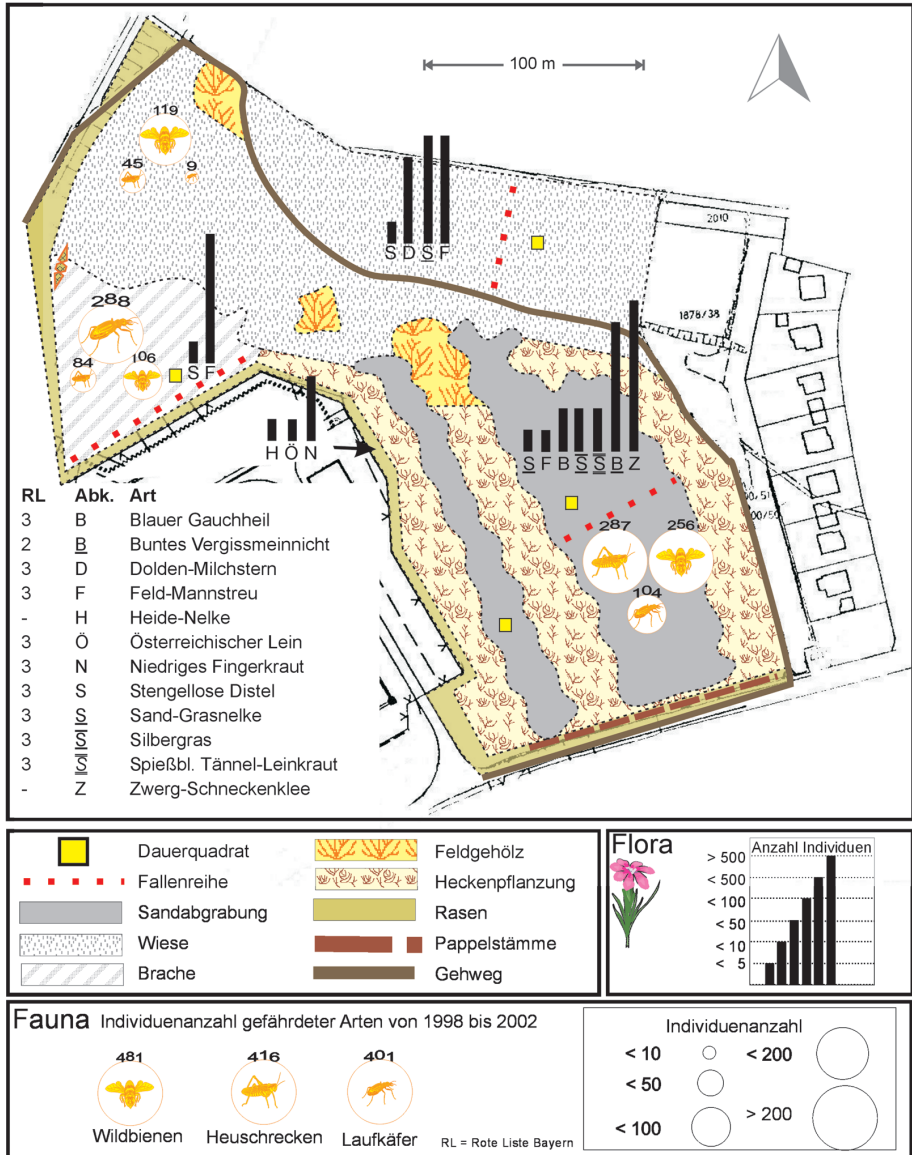 100 m
119
45 9
2010
S D S F
1878/38
288
84 106
S F
H Ö N
S F B S S B Z
287 256
104
RL Abk. Art
3 B Blauer Gauchheil
2 B Buntes Vergissmeinnicht
3 D Dolden-Milchstern
3 F Feld-Mannstreu
- H Heide-Nelke
3 Ö Österreichischer Lein
3 N Niedriges Fingerkraut
3 S Stengellose Distel
3 S Sand-Grasnelke
3 S Silbergras
3 S Spießbl. Tännel-Leinkraut
- Z Zwerg-Schneckenklee
Dauerquadrat
Fallenreihe
Sandabgrabung
Wiese
Brache
Feldgehölz
Heckenpflanzung
Rasen
Pappelstämme
Gehweg
Flora
Anzahl Individuen
> 500
< 500
< 100
< 50
< 10
< 5
Fauna Individuenanzahl gefährdeter Arten von 1998 bis 2002
481 416 401
Wildbienen Heuschrecken Laufkäfer
RL = Rote Liste Bayern
Individuenanzahl
< 10 < 200
< 50
< 100 > 200